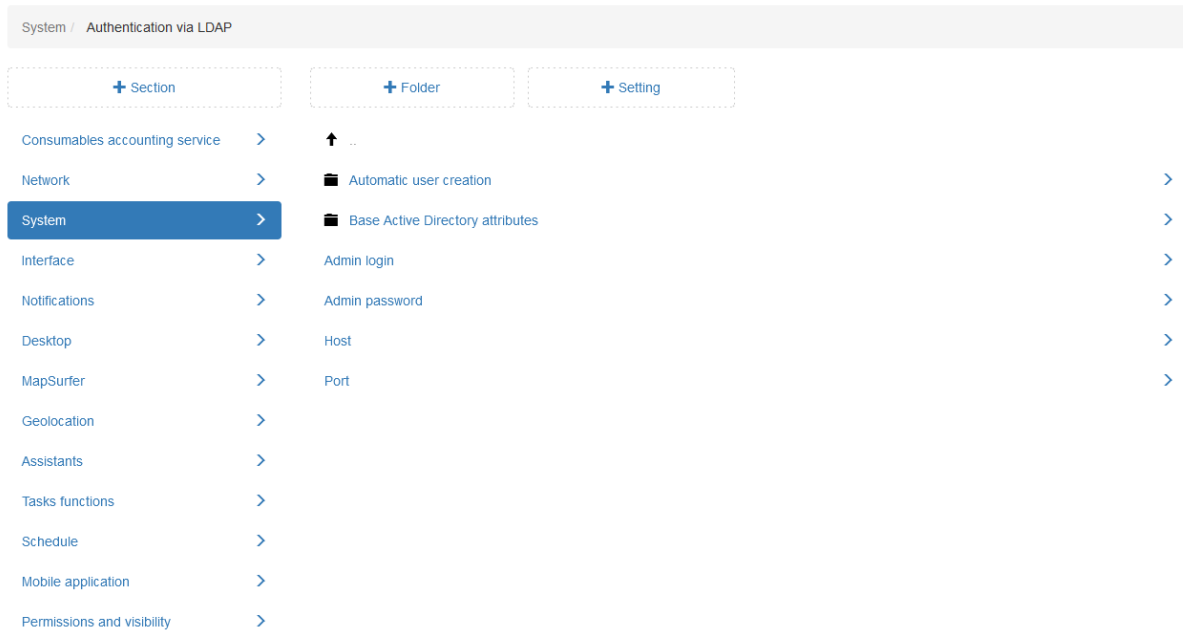 System / Authentication via LDAP
+ Section
+ Folder
+ Setting
Consumables accounting service
Network
System
Interface
Notifications
Desktop
MapSurfer
Geolocation
Assistants
Tasks functions
Schedule
Mobile application
Permissions and visibility
..
Automatic user creation
Base Active Directory attributes
Admin login
Admin password
Host
Port